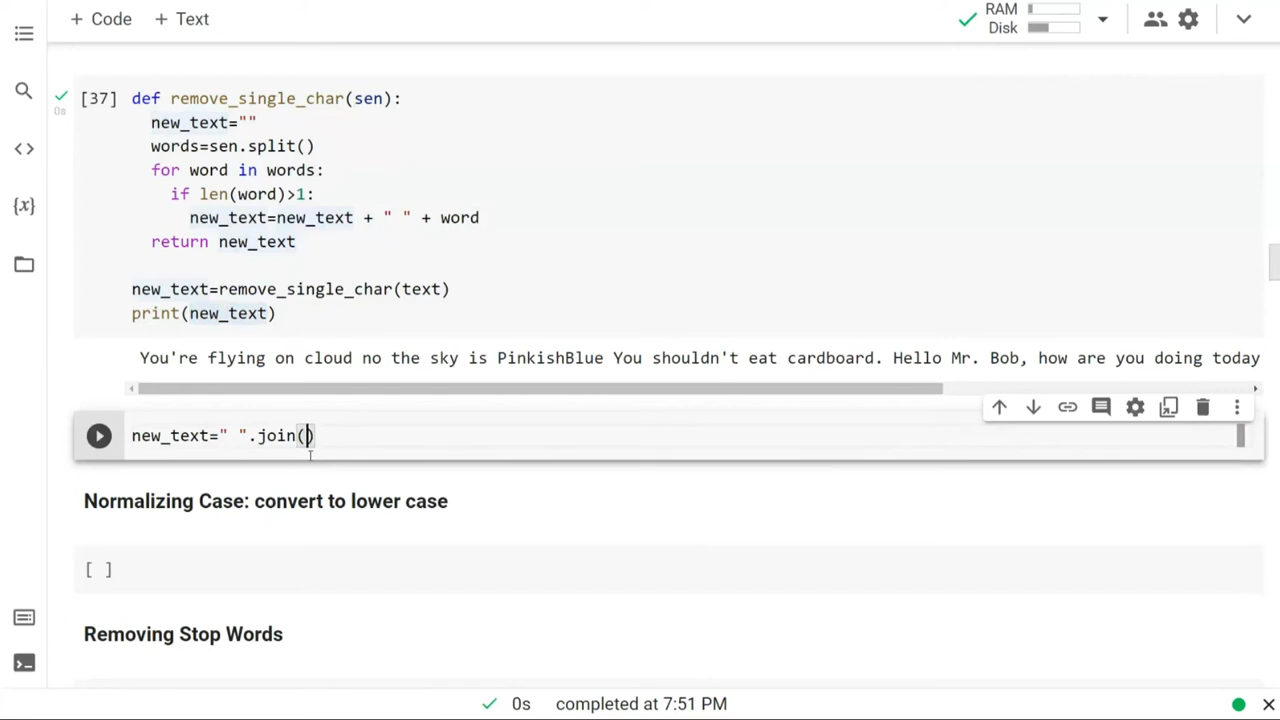 + Code + Text
RAM
Disk
[37] def remove_single_char(sen):
0s
new_text=""
words=sen.split()
for word in words:
if len(word)>1:
new_text=new_text + " " + word
return new_text
new_text=remove_single_char(text)
print(new_text)
You're flying on cloud no the sky is PinkishBlue You shouldn't eat cardboard. Hello Mr. Bob, how are you doing today
new_text=" ".join()
Normalizing Case: convert to lower case
[ ]
Removing Stop Words
0s completed at 7:51 PM